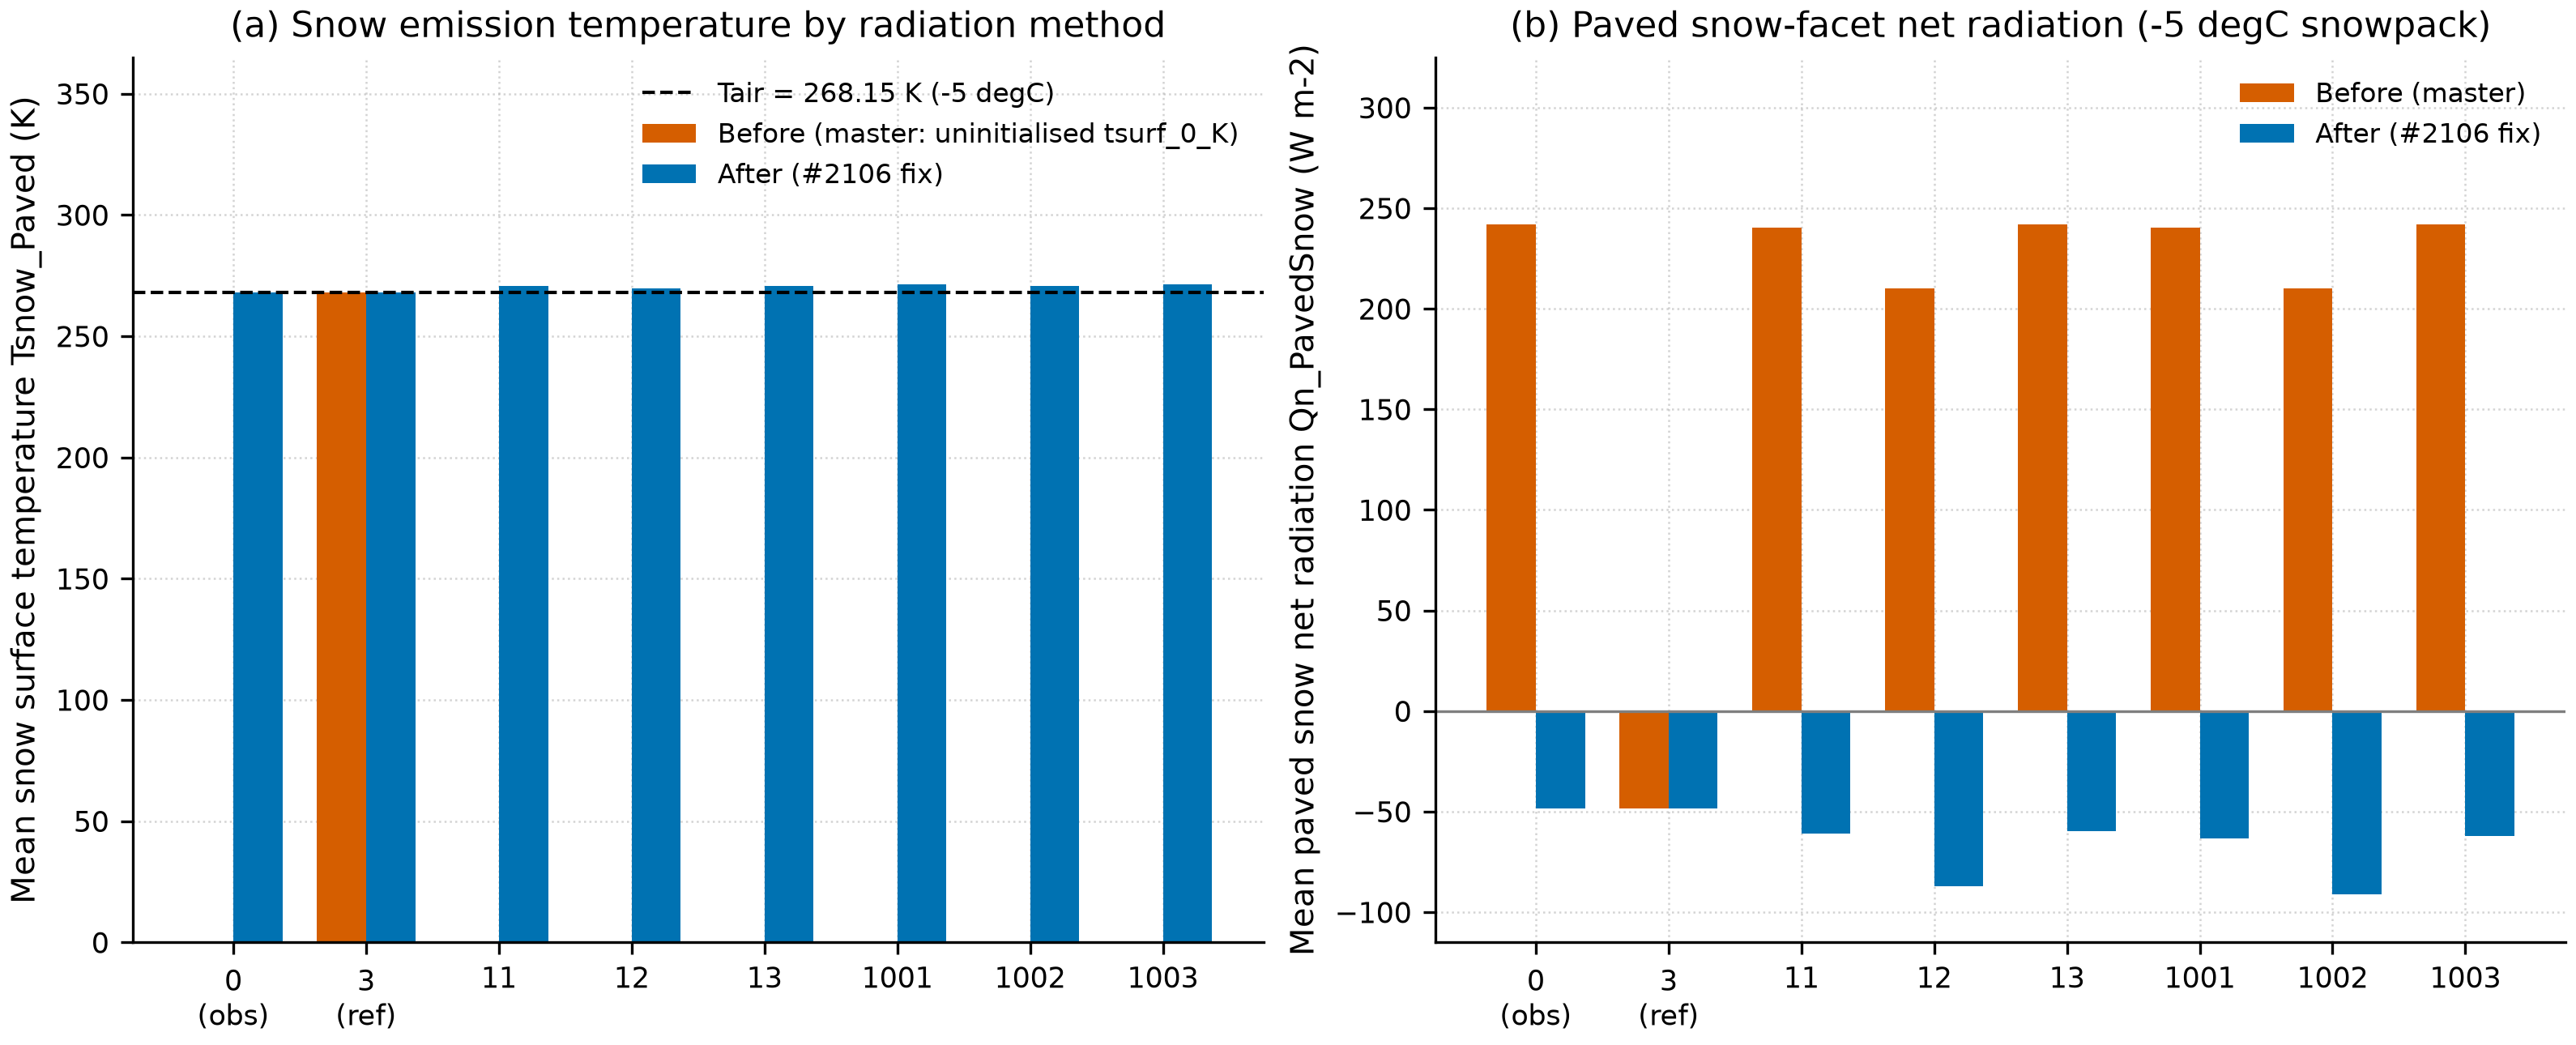 (a) Snow emission temperature by radiation method
Mean snow surface temperature Tsnow_Paved (K)
350
300
250
200
150
100
50
0
Tair = 268.15 K (-5 degC)
Before (master: uninitialised tsurf_0_K)
After (#2106 fix)
0
(obs)
3
(ref)
11
12
13
1001
1002
1003
(b) Paved snow-facet net radiation (-5 degC snowpack)
Mean paved snow net radiation Qn_PavedSnow (W m-2)
300
250
200
150
100
50
0
−50
−100
Before (master)
After (#2106 fix)
0
(obs)
3
(ref)
11
12
13
1001
1002
1003